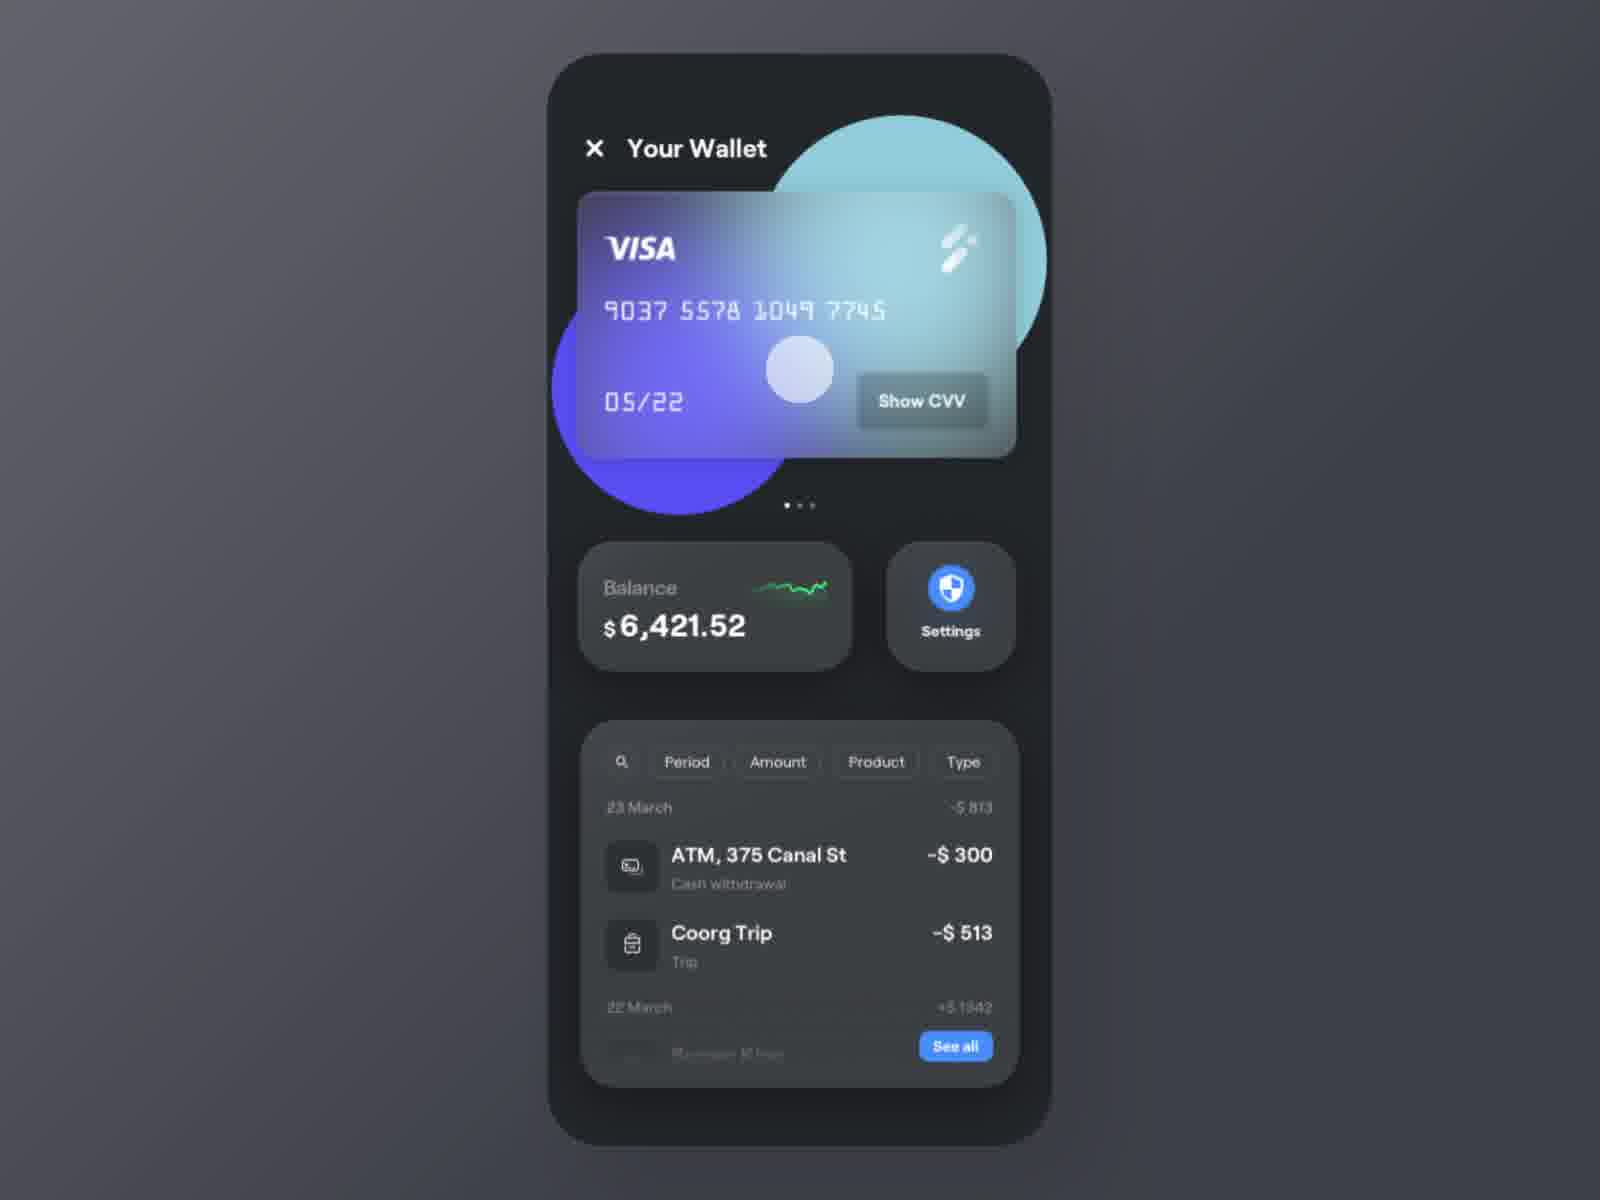 Your Wallet
VISA
9037 5578 1049 7745
05/22
Show CVV
Balance
$6,421.52
Settings
Period Amount Product Type
23 March -$ 813
ATM, 375 Canal St -$ 300
Cash withdrawal
Coorg Trip -$ 513
Trip
22 March +$ 1342
See all